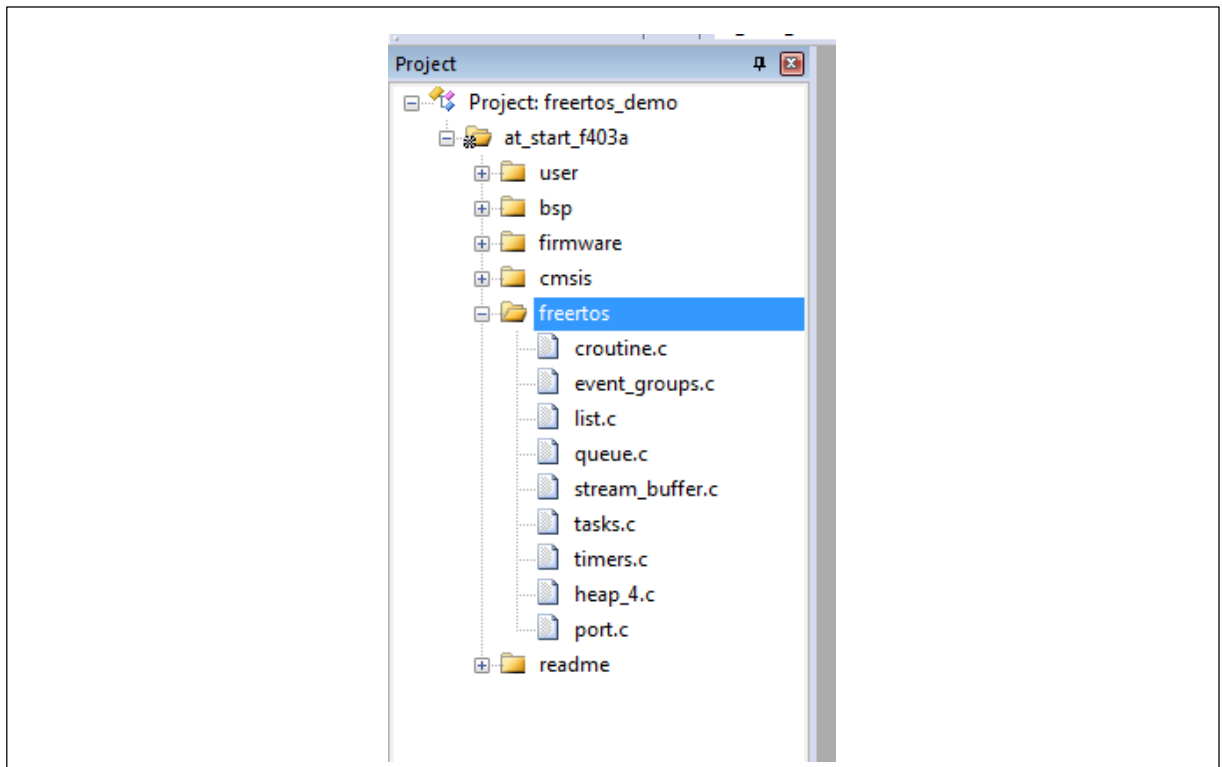 Project
Project: freertos_demo
at_start_f403a
user
bsp
firmware
cmsis
freertos
croutine.c
event_groups.c
list.c
queue.c
stream_buffer.c
tasks.c
timers.c
heap_4.c
port.c
readme